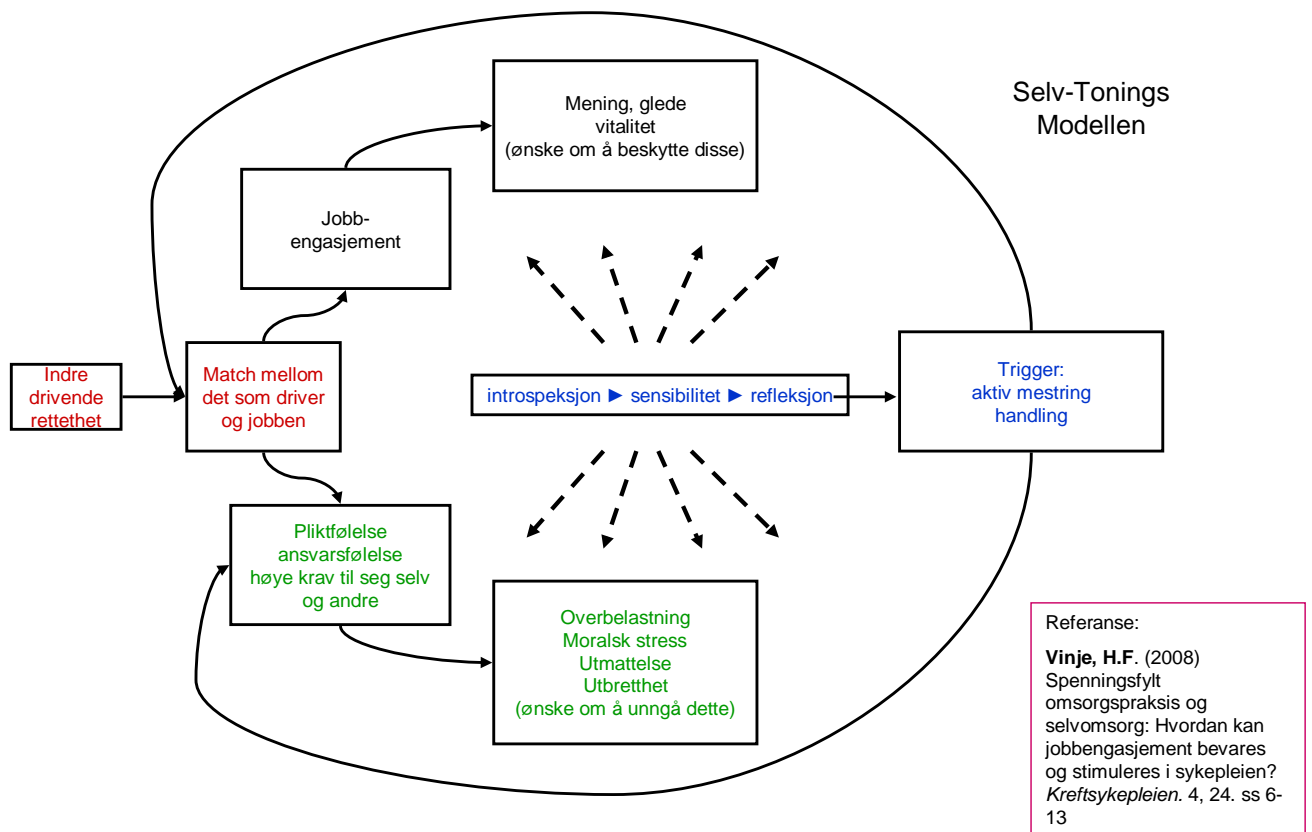 Selv-Tonings
Modellen
Mening, glede
vitalitet
(ønske om å beskytte disse)
Jobb-
engasjement
Indre
drivende
rettethet
Match mellom
det som driver
og jobben
introspeksjon ► sensibilitet ► refleksjon
Trigger:
aktiv mestring
handling
Pliktfølelse
ansvarsfølelse
høye krav til seg selv
og andre
Overbelastning
Moralsk stress
Utmattelse
Utbretthet
(ønske om å unngå dette)
Referanse:
Vinje, H.F. (2008)
Spenningsfylt
omsorgspraksis og
selvomsorg: Hvordan kan
jobbengasjement bevares
og stimuleres i sykepleien?
Kreftsykepleien. 4, 24. ss 6-
13